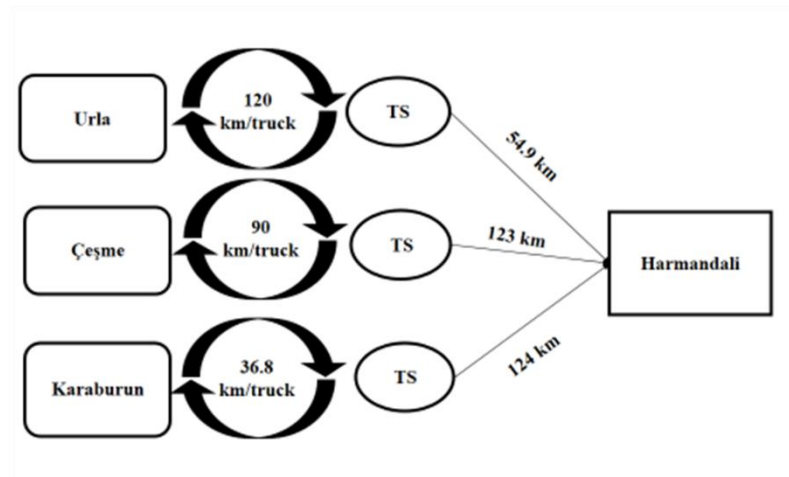 Urla
120
km/truck
TS
54.9 km
Çeşme
90
km/truck
TS
123 km
Harmandali
Karaburun
36.8
km/truck
TS
124 km